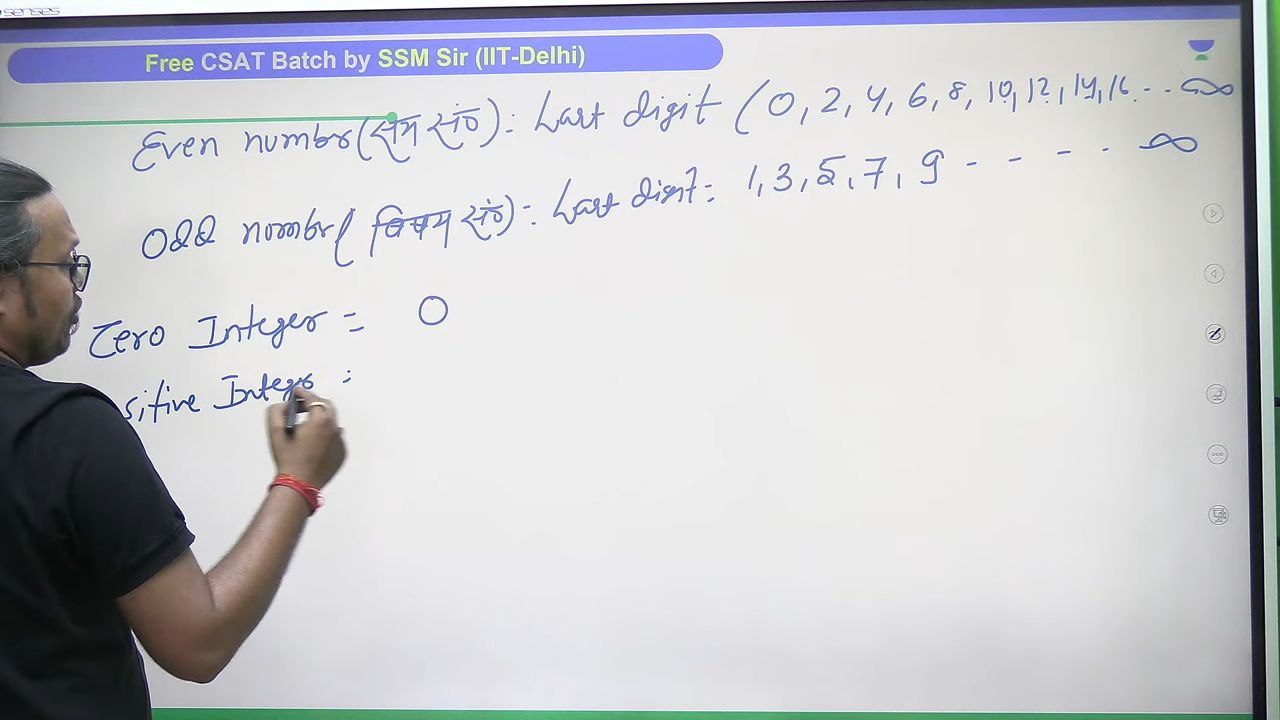 senses
Free CSAT Batch by SSM Sir (IIT-Delhi)
Even number(सम सं०): Last digit (0, 2, 4, 6, 8, 10, 12, 14, 16 - - ∞
Odd number( विषम सं०): Last digit: 1, 3, 5, 7, 9 - - - - ∞
Zero Integer = 0
sitive Integer :